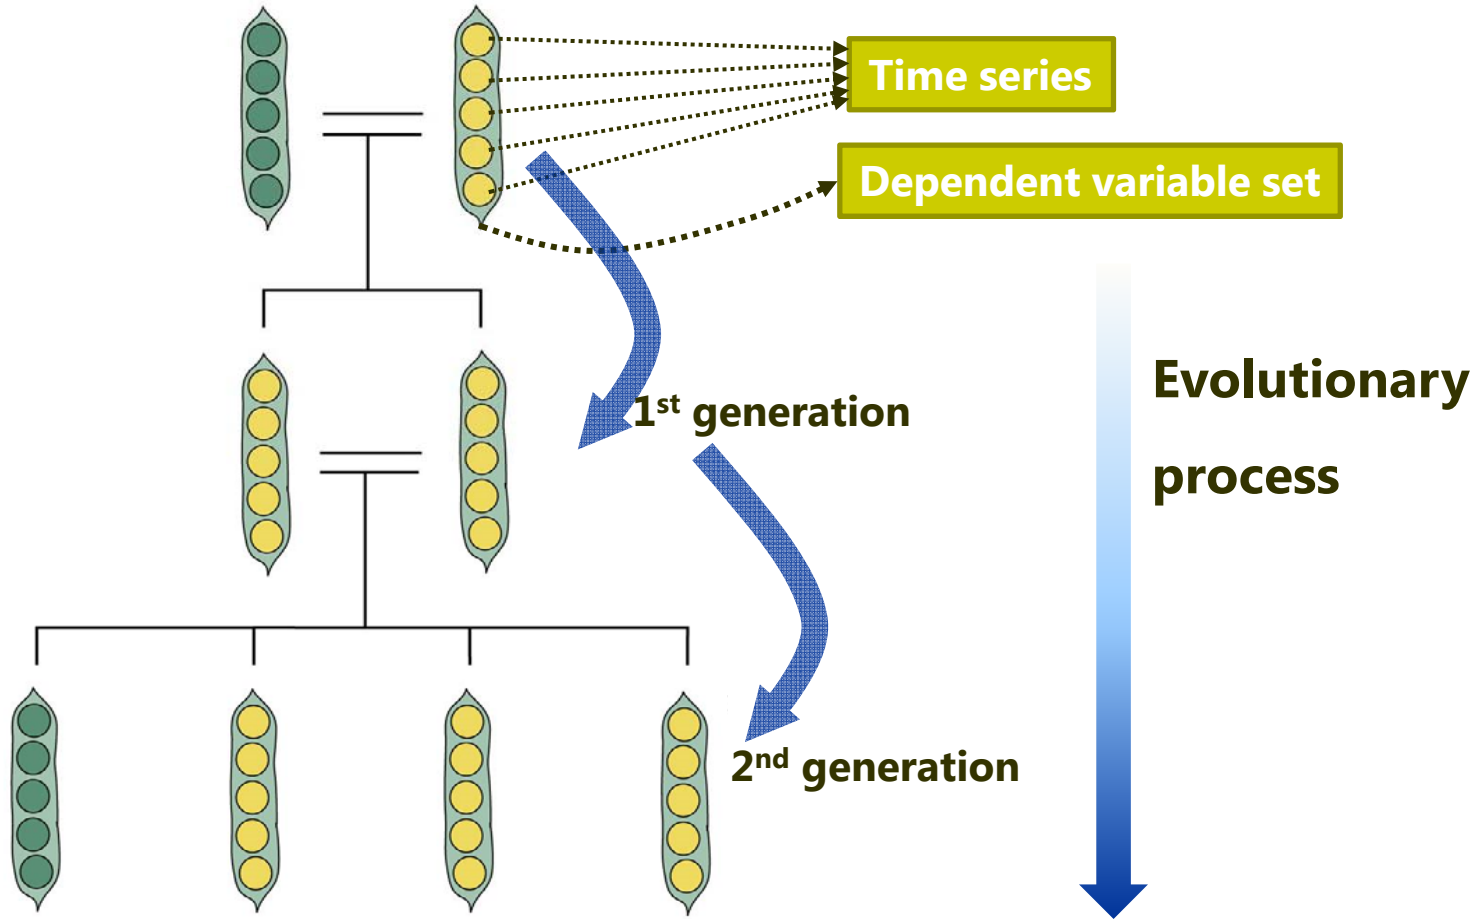 Time series
Dependent variable set
Evolutionary
process
1st generation
2nd generation